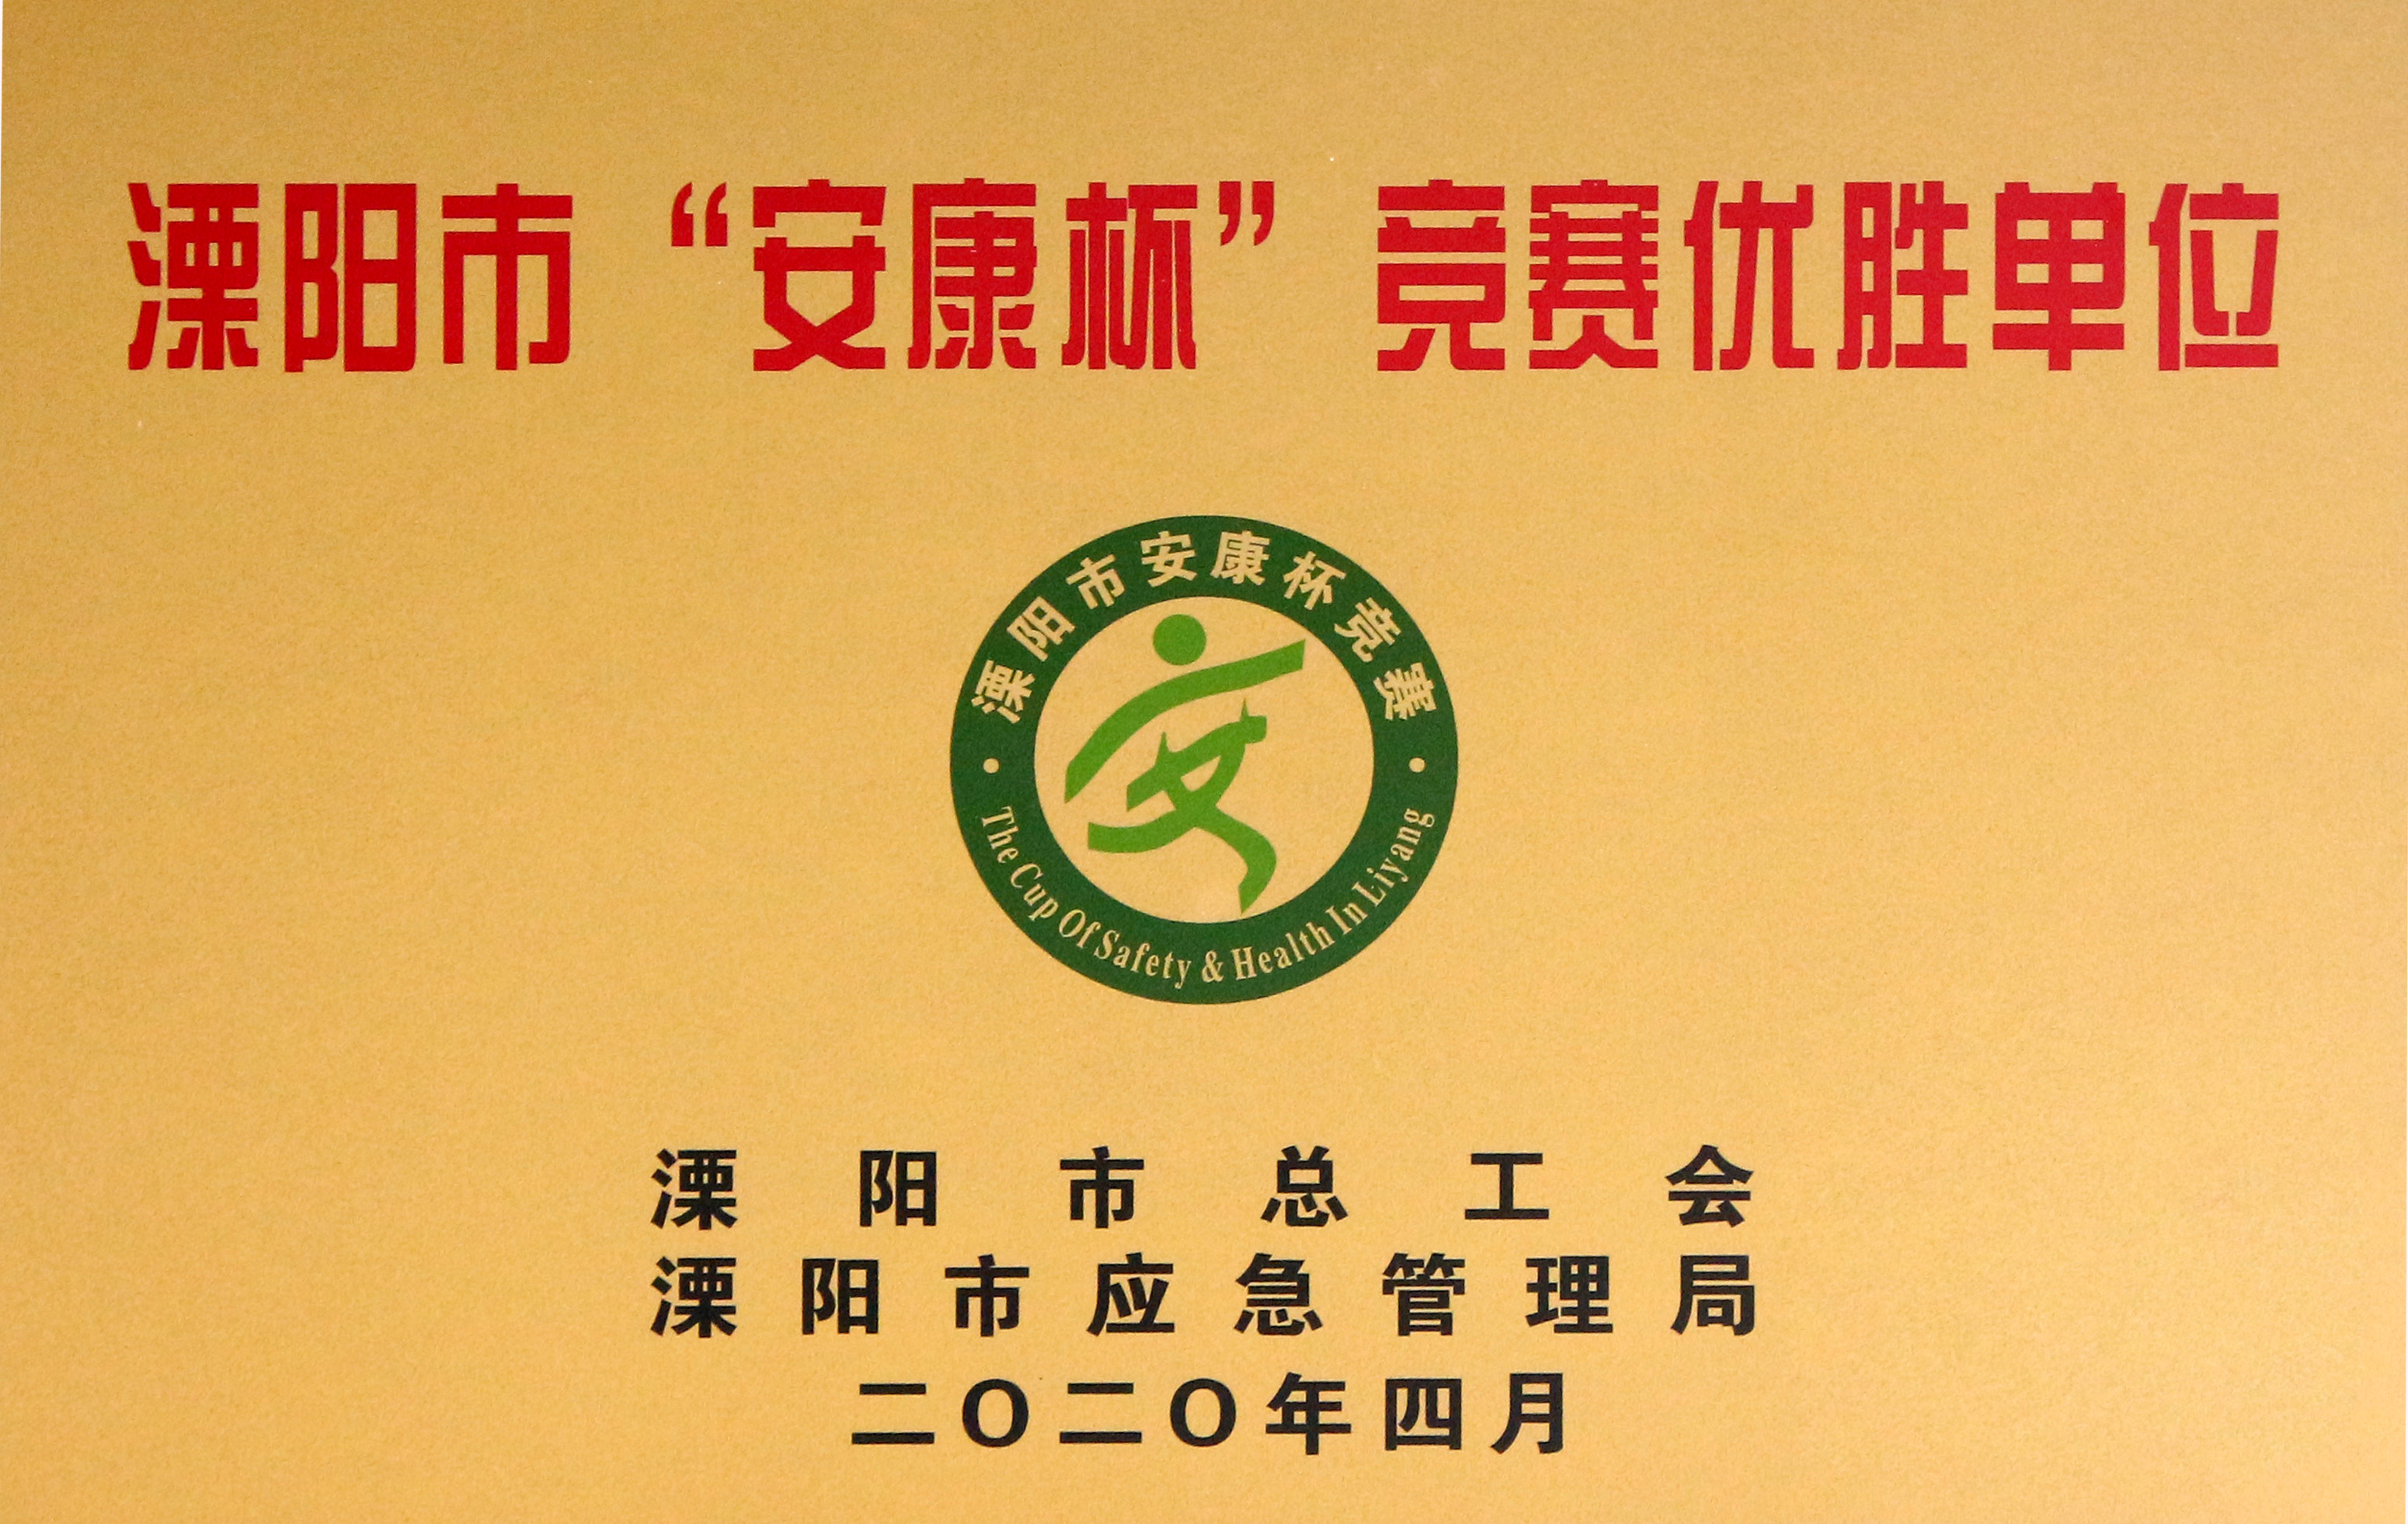 溧阳市“安康杯”竞赛优胜单位
溧阳市安康杯竞赛
The Cup Of Safety & Health In Liyang
溧阳市总工会
溧阳市应急管理局
二〇二〇年四月